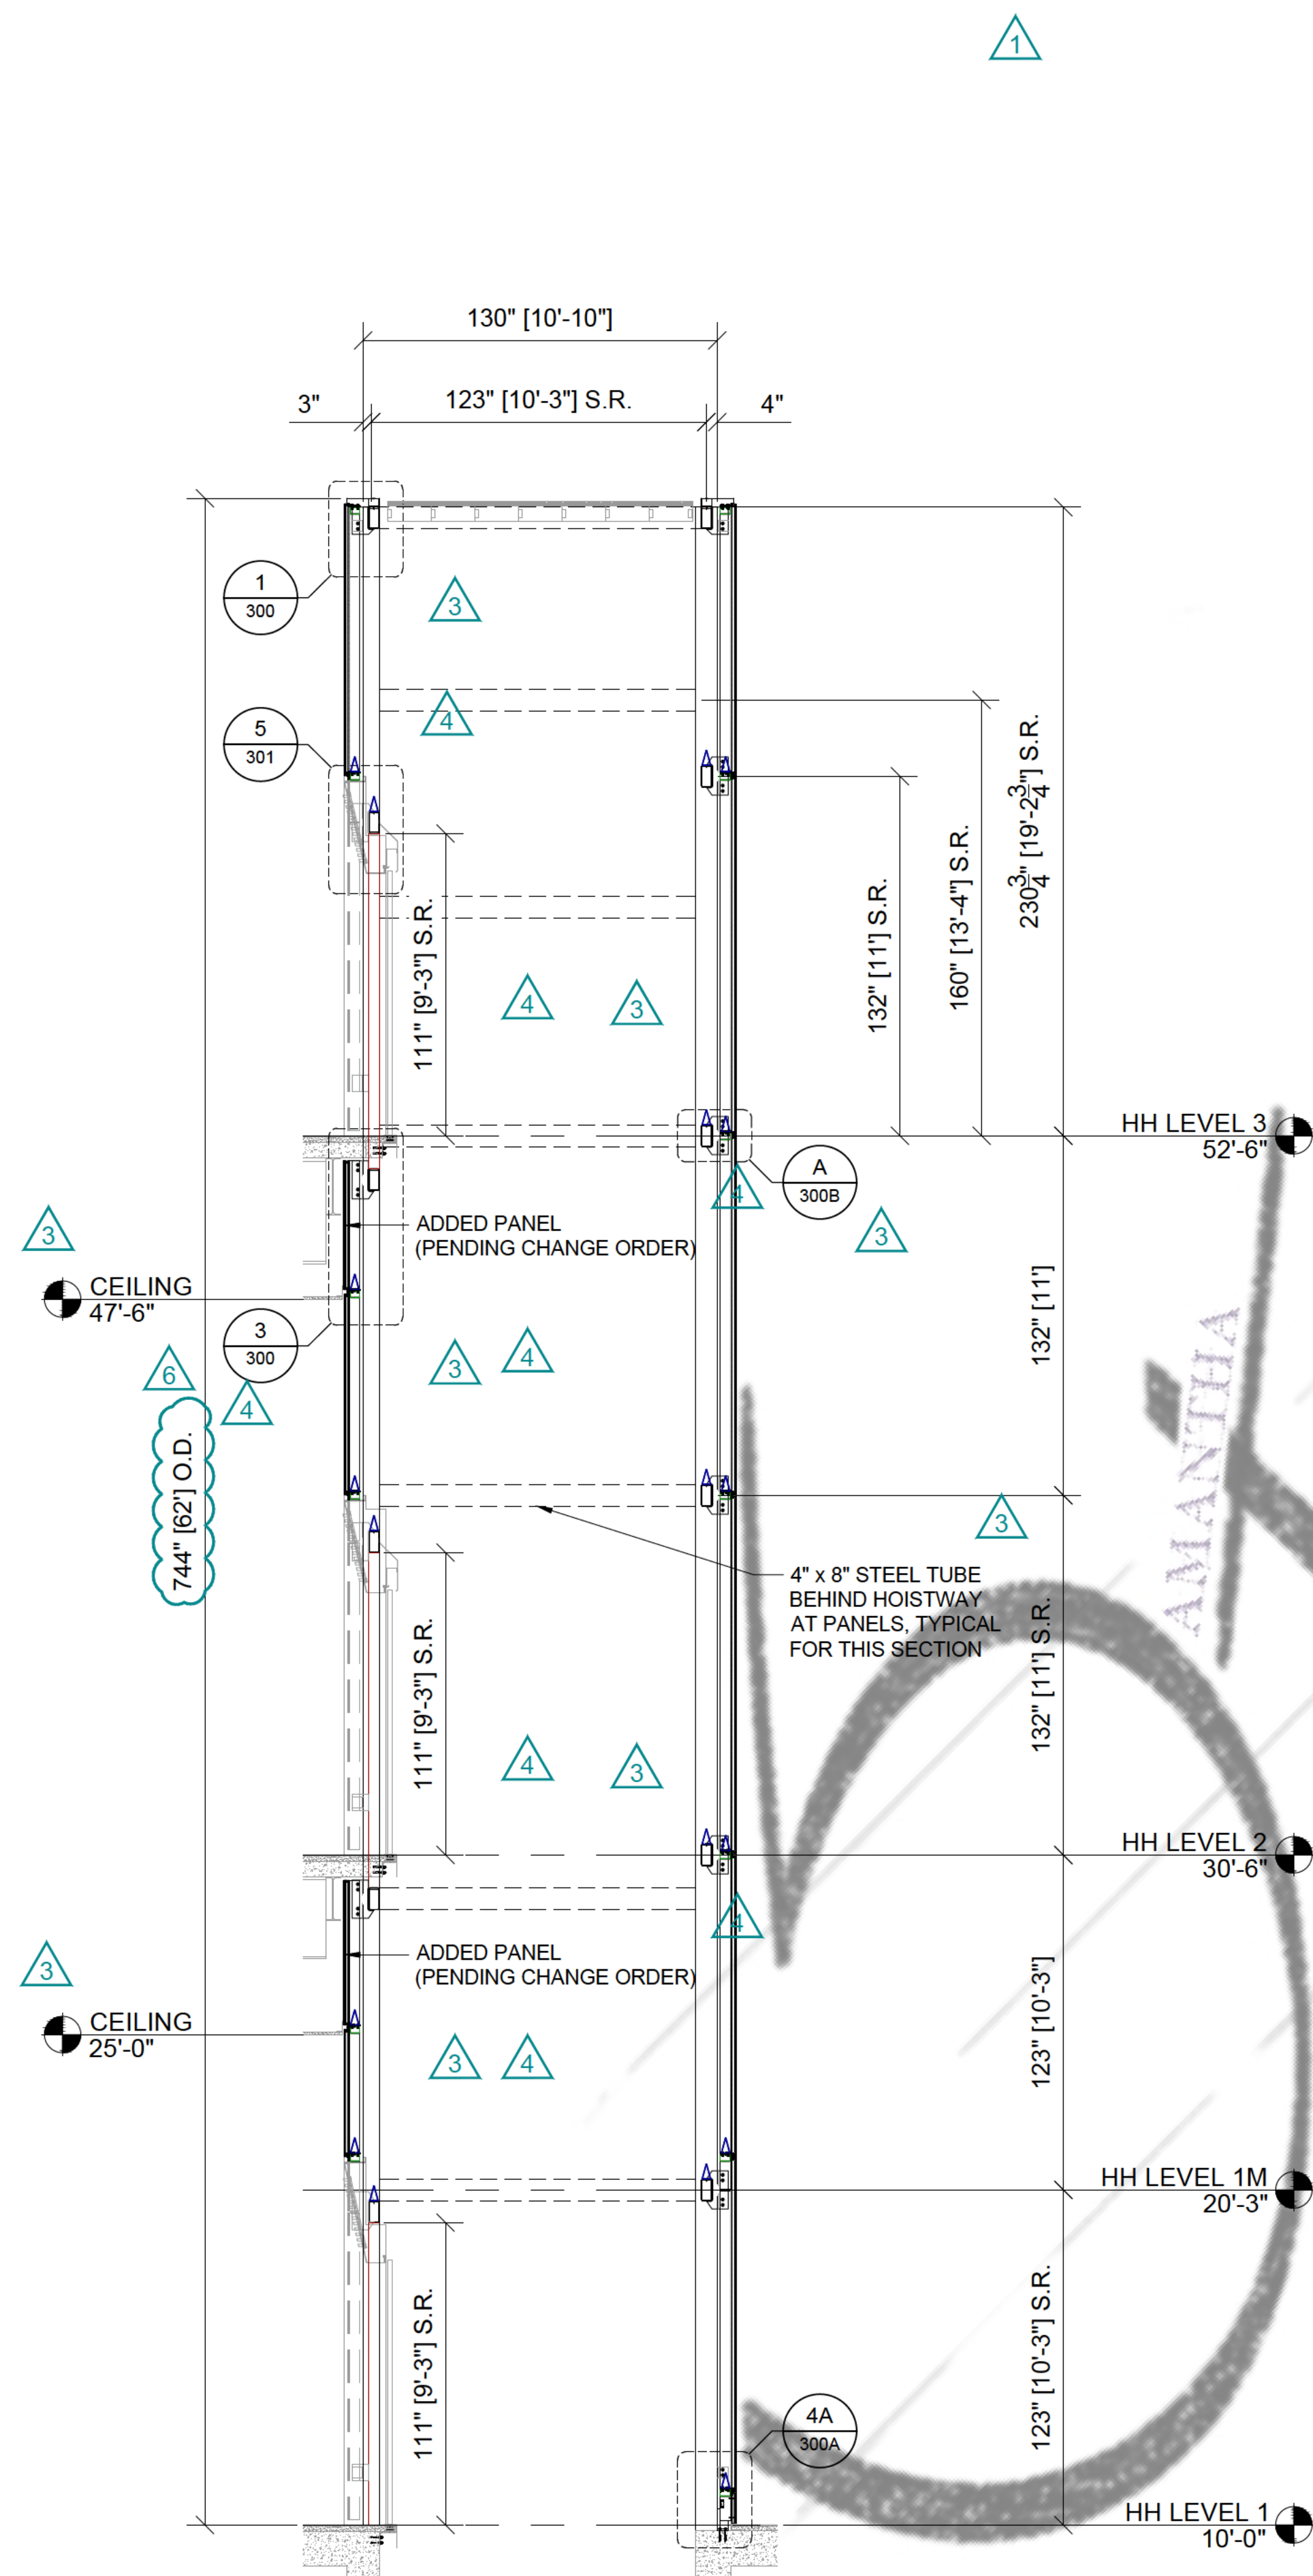 1
130" [10'-10"]
3"
123" [10'-3"] S.R.
4"
1
300
3
4
5
301
111" [9'-3"] S.R.
4
3
132" [11'] S.R.
160" [13'-4"] S.R.
230 3/4" [19'-2 3/4"] S.R.
HH LEVEL 3
52'-6"
A
300B
4
3
3
ADDED PANEL
(PENDING CHANGE ORDER)
CEILING
47'-6"
3
300
132" [11']
6
4
3
4
744" [62'] O.D.
3
4" x 8" STEEL TUBE
BEHIND HOISTWAY
AT PANELS, TYPICAL
FOR THIS SECTION
AMANTHA
111" [9'-3"] S.R.
132" [11'] S.R.
4
3
HH LEVEL 2
30'-6"
4
3
ADDED PANEL
(PENDING CHANGE ORDER)
CEILING
25'-0"
3
4
123" [10'-3"]
HH LEVEL 1M
20'-3"
111" [9'-3"] S.R.
123" [10'-3"] S.R.
4A
300A
HH LEVEL 1
10'-0"